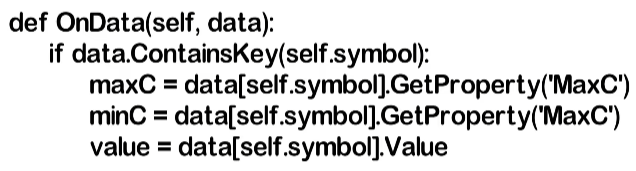 def OnData(self, data):
if data.ContainsKey(self.symbol):
maxC = data[self.symbol].GetProperty('MaxC')
minC = data[self.symbol].GetProperty('MaxC')
value = data[self.symbol].Value